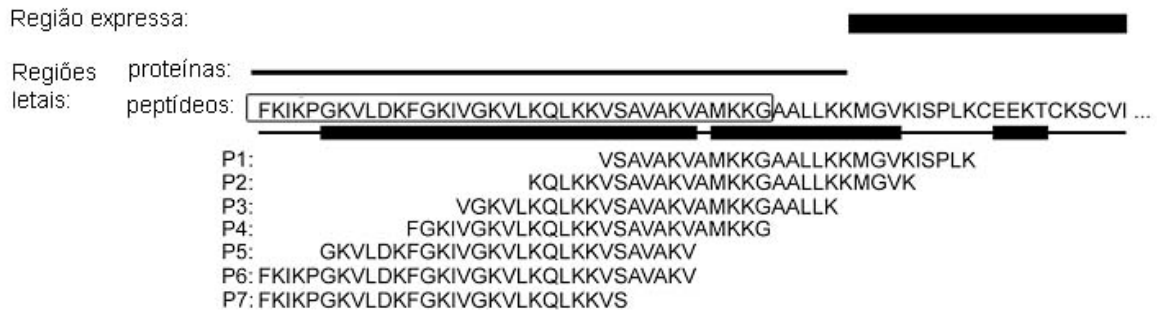 Região expressa:
Regiões letais:
proteínas:
peptídeos: FKIKPGKVLDKFGKIVGKVLKQLKKVSAVAKVAMKKGAALLKKMGVKISPLKCEEKTCKSCVI ...
P1: VSAVAKVAMKKGAALLKKMGVKISPLK
P2: KQLKKVSAVAKVAMKKGAALLKKMGVK
P3: VGKVLKQLKKVSAVAKVAMKKGAALLK
P4: FGKIVGKVLKQLKKVSAVAKVAMKKG
P5: GKVLDKFGKIVGKVLKQLKKVSAVAKV
P6: FKIKPGKVLDKFGKIVGKVLKQLKKVSAVAKV
P7: FKIKPGKVLDKFGKIVGKVLKQLKKVS